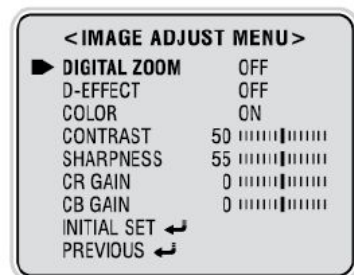 <IMAGE ADJUST MENU>
DIGITAL ZOOM OFF
D-EFFECT OFF
COLOR ON
CONTRAST 50
SHARPNESS 55
CR GAIN 0
CB GAIN 0
INITIAL SET
PREVIOUS